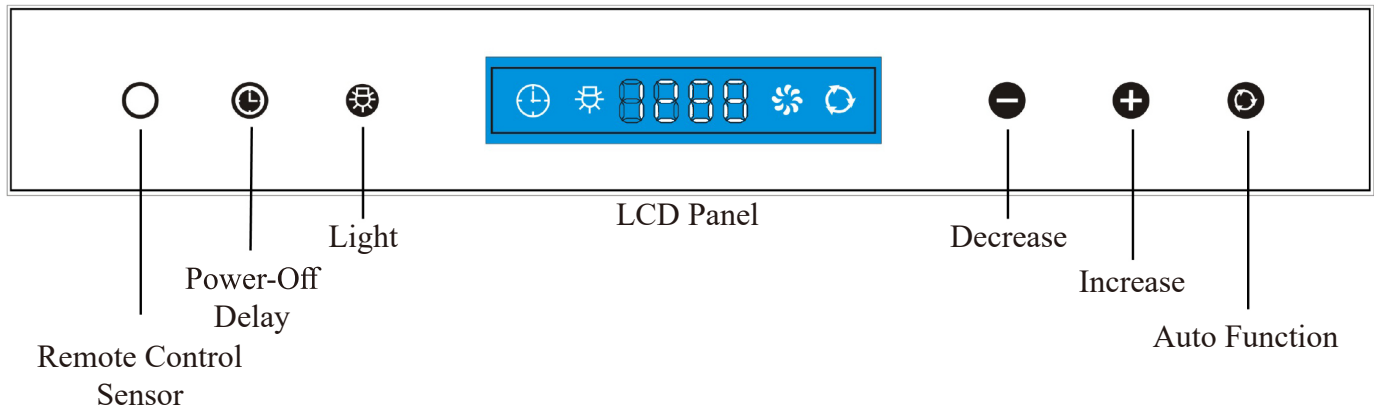 LCD Panel
Light
Decrease
Power-Off
Delay
Increase
Auto Function
Remote Control
Sensor